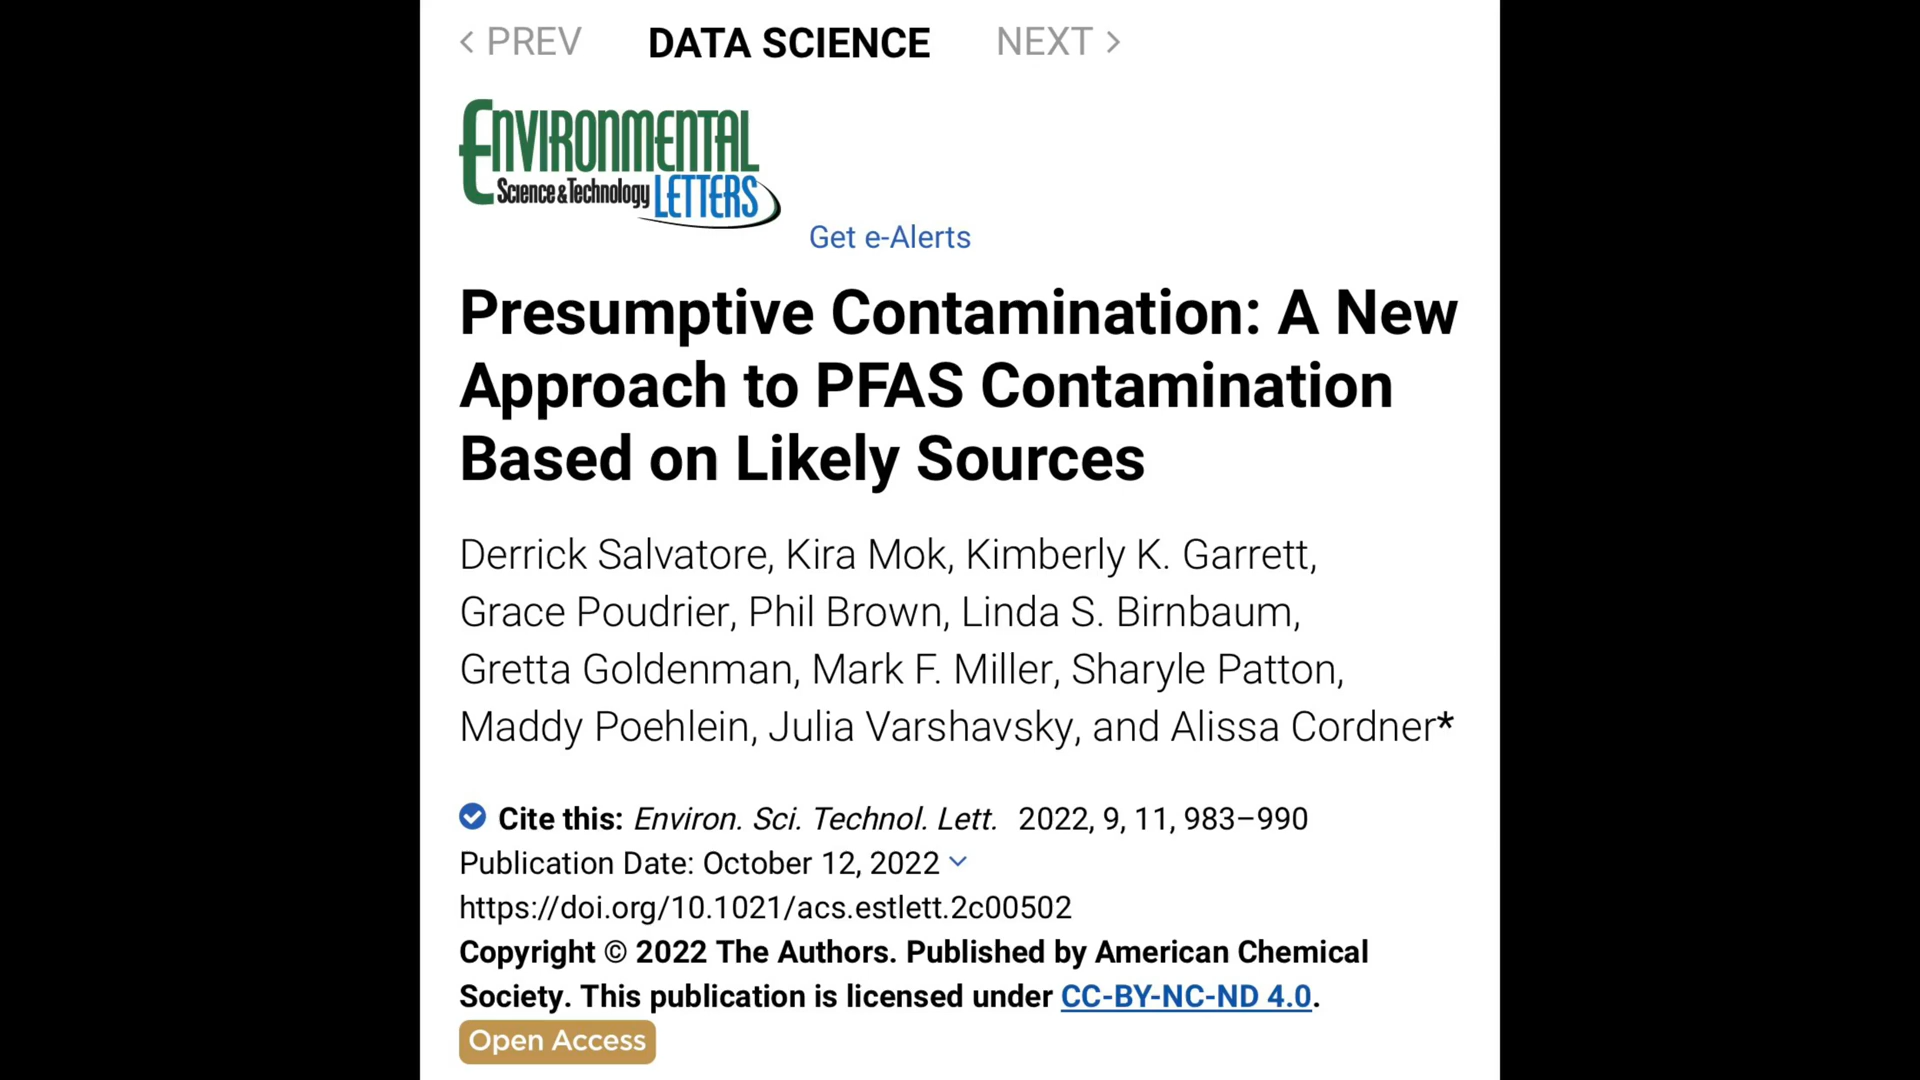 PREV DATA SCIENCE NEXT
ENVIRONMENTAL
Science & Technology LETTERS
Get e-Alerts
Presumptive Contamination: A New
Approach to PFAS Contamination
Based on Likely Sources
Derrick Salvatore, Kira Mok, Kimberly K. Garrett,
Grace Poudrier, Phil Brown, Linda S. Birnbaum,
Gretta Goldenman, Mark F. Miller, Sharyle Patton,
Maddy Poehlein, Julia Varshavsky, and Alissa Cordner*
Cite this: Environ. Sci. Technol. Lett. 2022, 9, 11, 983–990
Publication Date: October 12, 2022
https://doi.org/10.1021/acs.estlett.2c00502
Copyright © 2022 The Authors. Published by American Chemical
Society. This publication is licensed under CC-BY-NC-ND 4.0.
Open Access